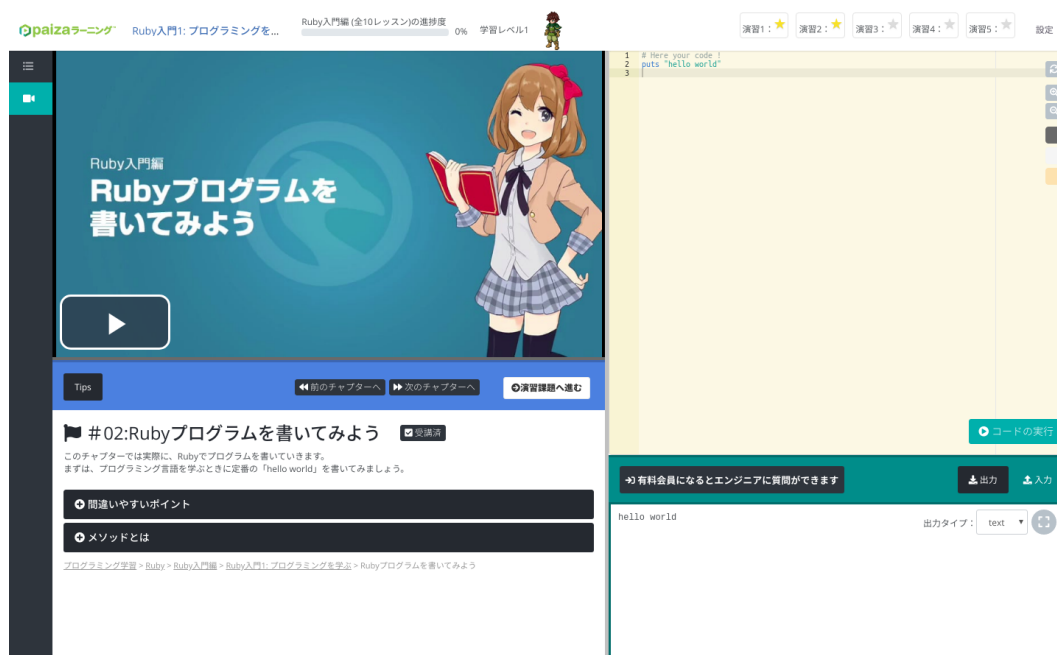 paizaラーニング
Ruby入門1: プログラミングを...
Ruby入門編 (全10レッスン)の進捗度
0%
学習レベル1
演習1：
演習2：
演習3：
演習4：
演習5：
設定
Ruby入門編
Rubyプログラムを
書いてみよう
1 # Here your code !
2 puts "hello world"
3
Tips
前のチャプターへ
次のチャプターへ
演習課題へ進む
＃02:Rubyプログラムを書いてみよう
受講済
このチャプターでは実際に、Rubyでプログラムを書いていきます。
まずは、プログラミング言語を学ぶときに定番の「hello world」を書いてみましょう。
間違いやすいポイント
メソッドとは
プログラミング学習 > Ruby > Ruby入門編 > Ruby入門1: プログラミングを学ぶ > Rubyプログラムを書いてみよう
コードの実行
有料会員になるとエンジニアに質問ができます
出力
入力
hello world
出力タイプ：
text